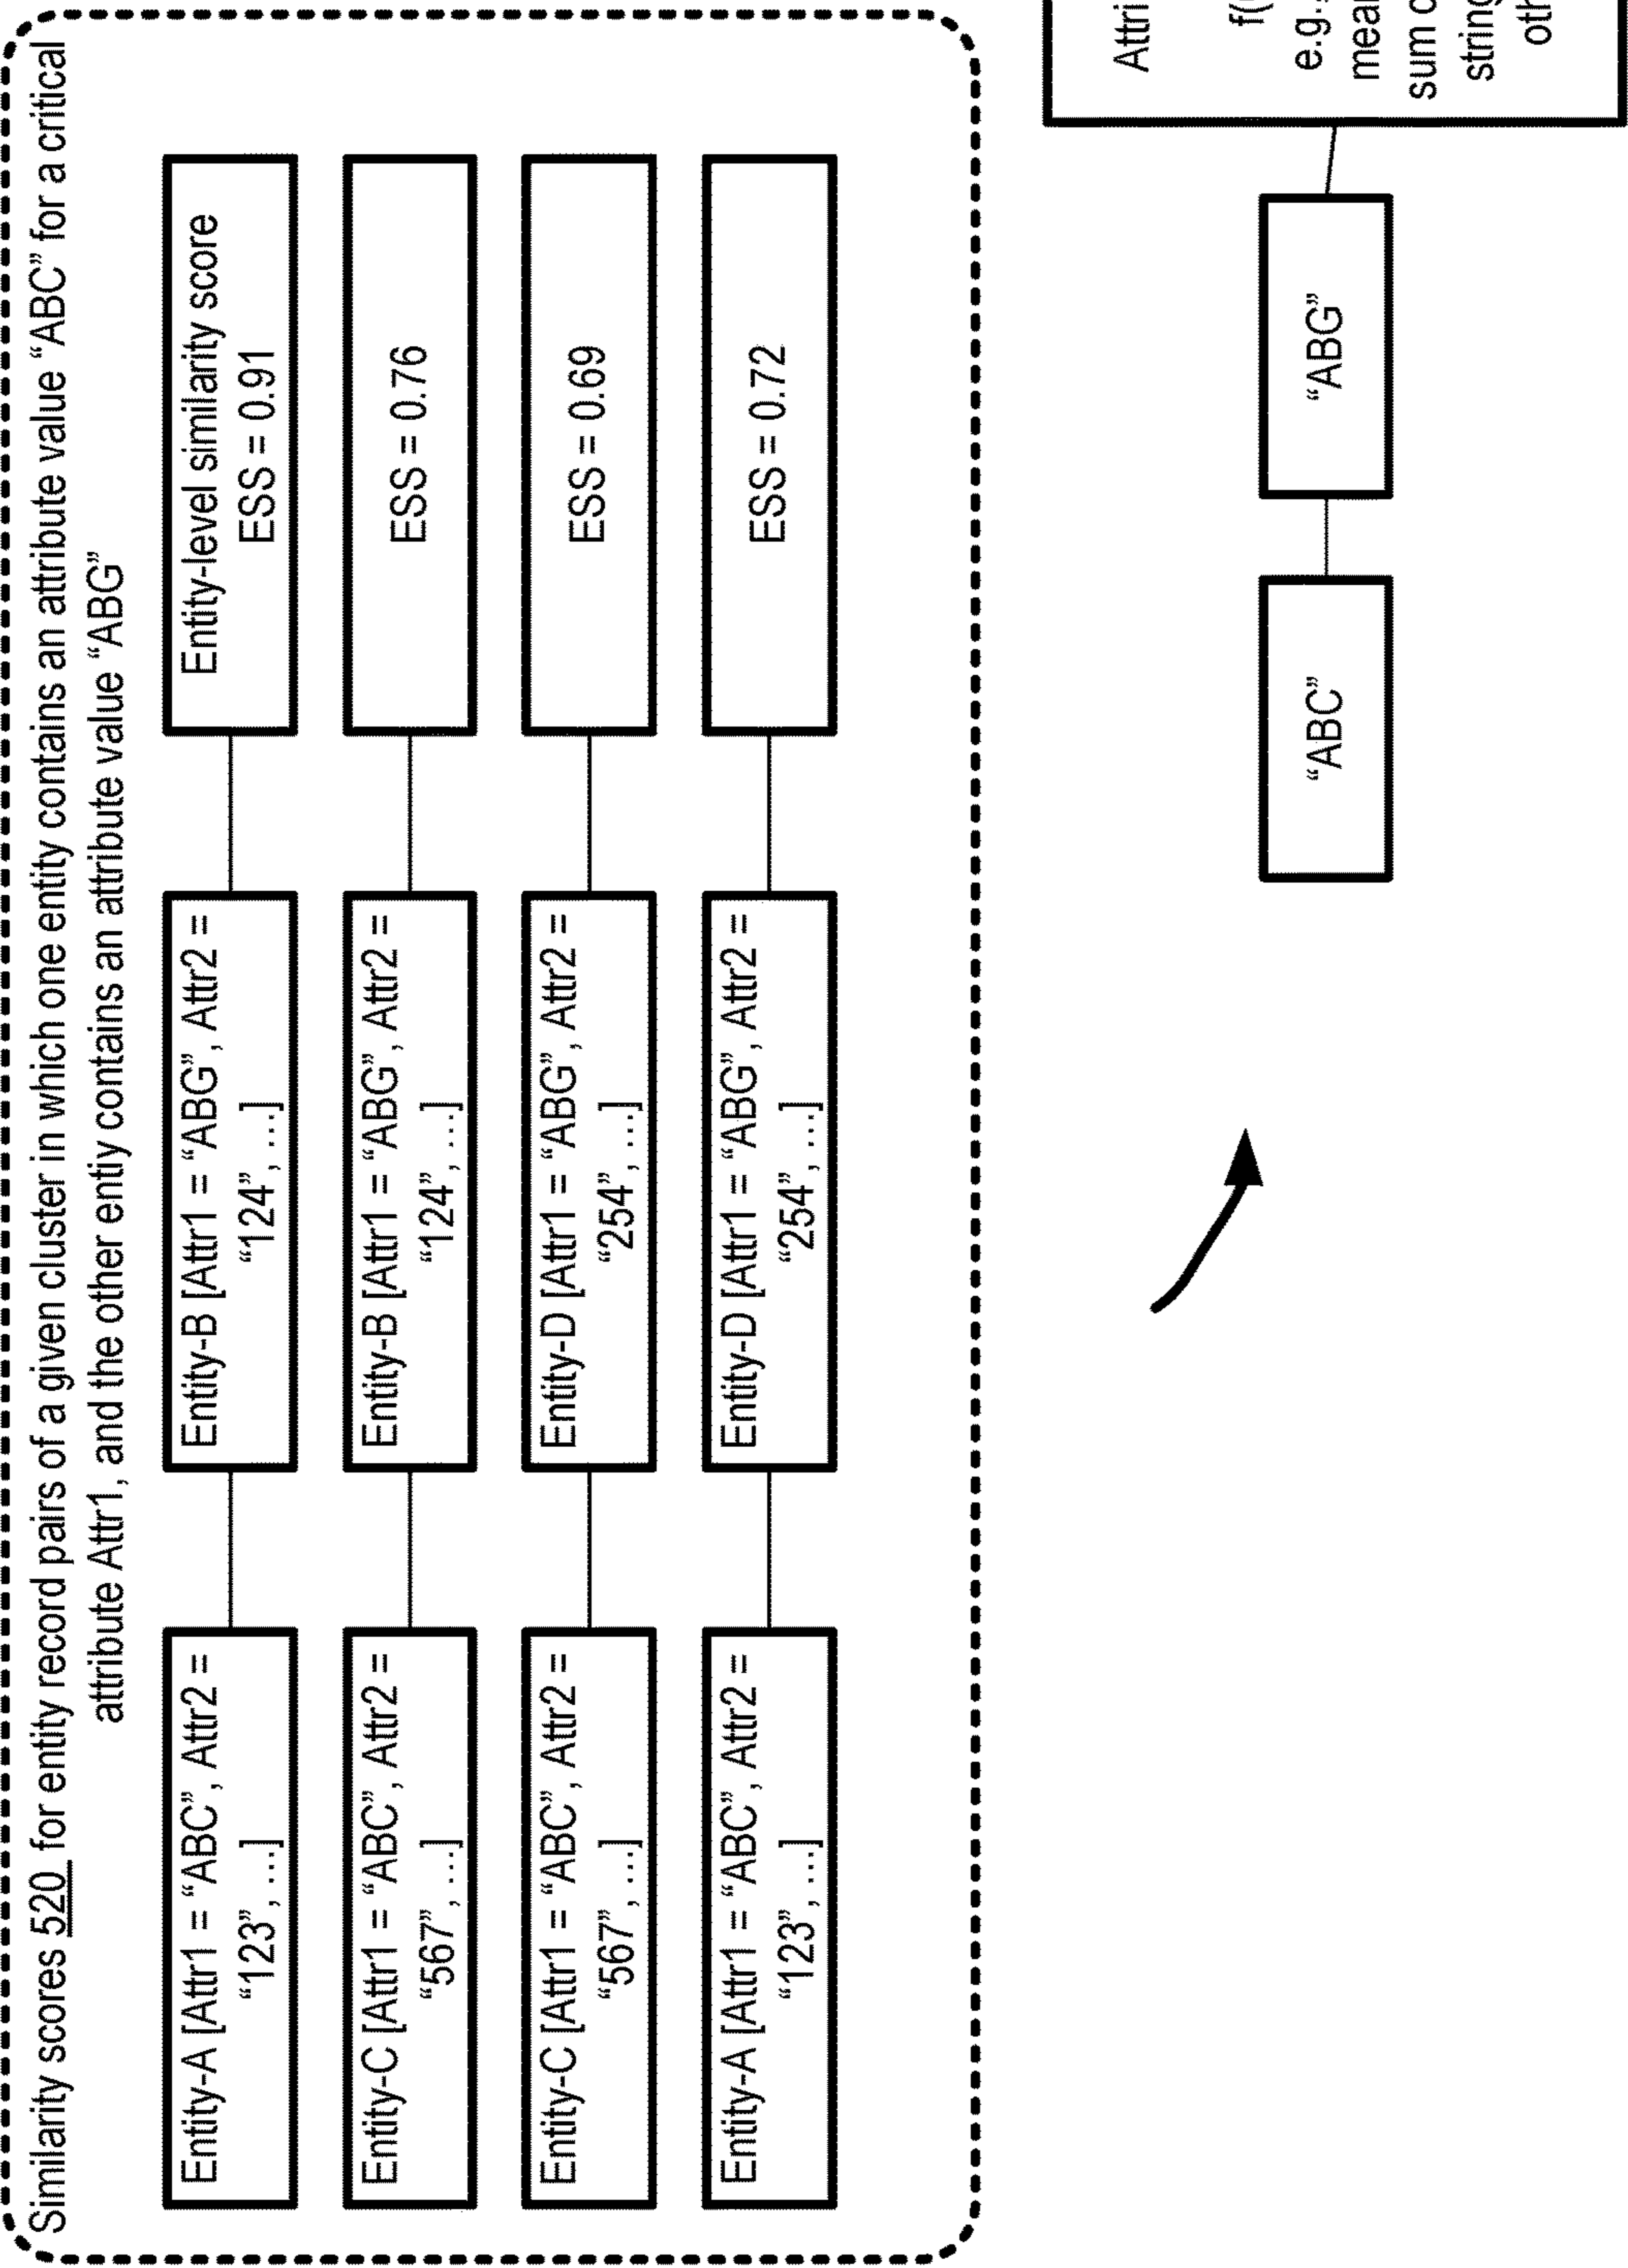 Similarity scores 520 for entity record pairs of a given cluster in which one entity contains an attribute value “ABC” for a critical
attribute Attr1, and the other entiy contains an attribute value “ABG”
Entity-A [Attr1 = “ABC”, Attr2 =
“123”, …]
Entity-B [Attr1 = “ABG”, Attr2 =
“124”, …]
Entity-level similarity score
ESS = 0.91
Entity-C [Attr1 = “ABC”, Attr2 =
“567”, …]
Entity-B [Attr1 = “ABG”, Attr2 =
“124”, …]
ESS = 0.76
Entity-C [Attr1 = “ABC”, Attr2 =
“567”, …]
Entity-D [Attr1 = “ABG”, Attr2 =
“254”, …]
ESS = 0.69
Entity-A [Attr1 = “ABC”, Attr2 =
“123”, …]
Entity-D [Attr1 = “ABG”, Attr2 =
“254”, …]
ESS = 0.72
“ABC”
“ABG”
e.g.,
sum